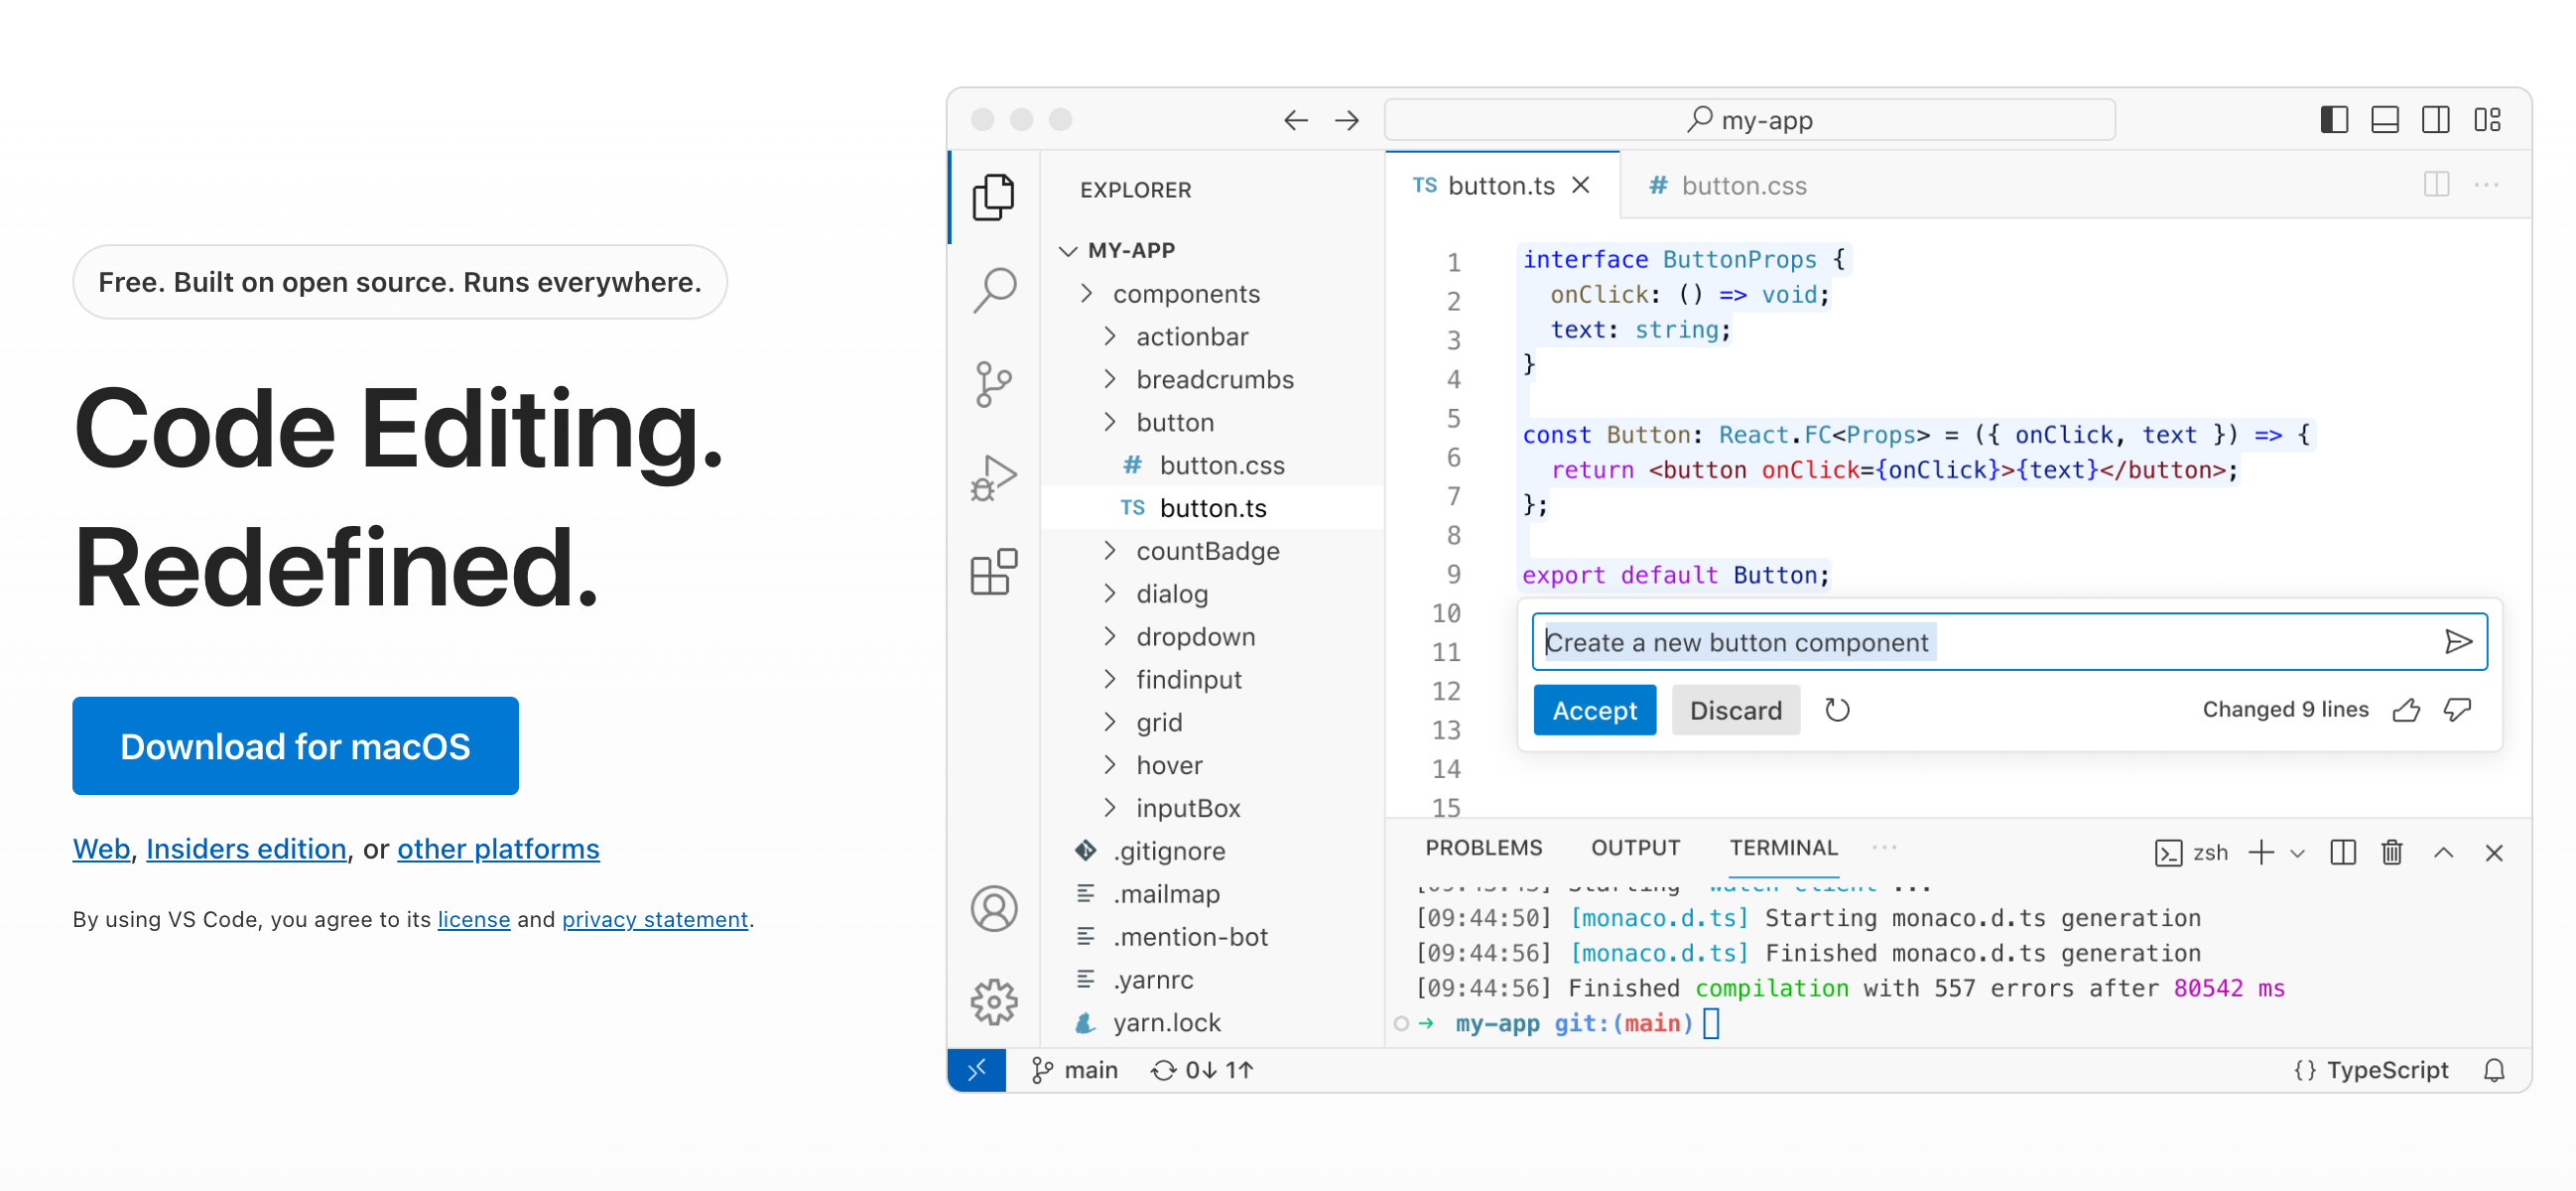 Free. Built on open source. Runs everywhere.
Code Editing.
Redefined.
Download for macOS
Web, Insiders edition, or other platforms
By using VS Code, you agree to its license and privacy statement.
my-app
EXPLORER
MY-APP
components
actionbar
breadcrumbs
button
# button.css
TS button.ts
countBadge
dialog
dropdown
findinput
grid
hover
inputBox
.gitignore
.mailmap
.mention-bot
.yarnrc
yarn.lock
TS button.ts
# button.css
1
2
3
4
5
6
7
8
9
10
11
12
13
14
15
interface ButtonProps {
  onClick: () => void;
  text: string;
}
const Button: React.FC<Props> = ({ onClick, text }) => {
  return <button onClick={onClick}>{text}</button>;
};
export default Button;
Create a new button component
Accept Discard Changed 9 lines
PROBLEMS OUTPUT TERMINAL ··· zsh
Starting
[09:44:50] [monaco.d.ts] Starting monaco.d.ts generation
[09:44:56] [monaco.d.ts] Finished monaco.d.ts generation
[09:44:56] Finished compilation with 557 errors after 80542 ms
→ my-app git:(main)
main 0↓ 1↑
{} TypeScript